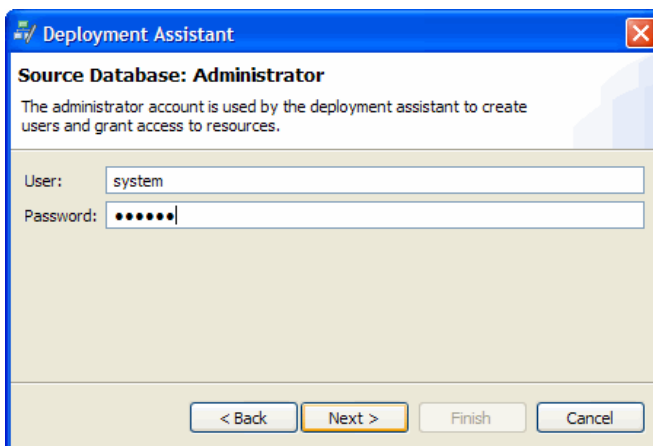 Deployment Assistant
Source Database: Administrator
The administrator account is used by the deployment assistant to create
users and grant access to resources.
User: system
Password: ●●●●●●
< Back Next > Finish Cancel